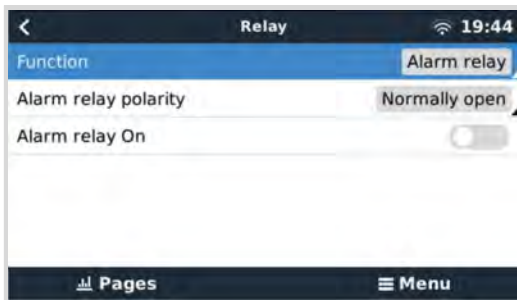 Relay 19:44
Function Alarm relay
Alarm relay polarity Normally open
Alarm relay On
Pages Menu